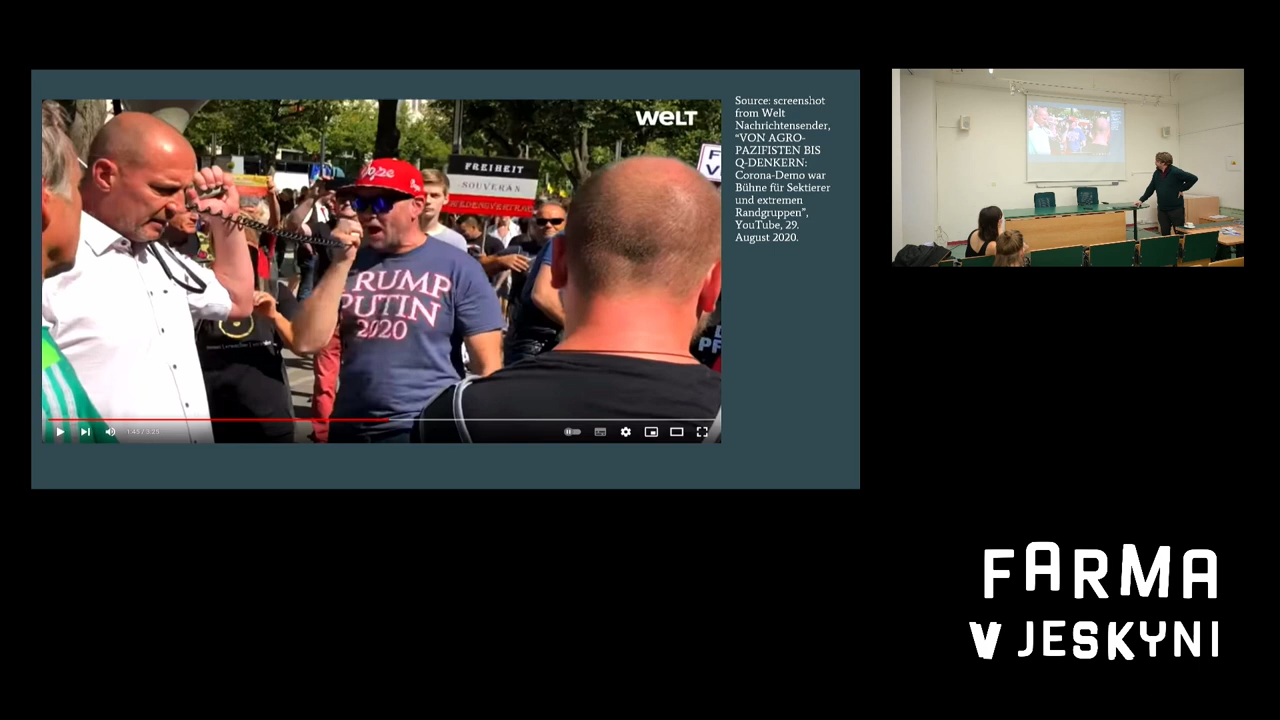 WELT
Source: screenshot
from Welt
Nachrichtensender,
“VON AGRO-
PAZIFISTEN BIS
Q-DENKERN:
Corona-Demo war
Bühne für Sektierer
und extremen
Randgruppen”,
YouTube, 29.
August 2020.
FREIHEIT
SOUVERÄN
TRUMP
PUTIN
2020
FARMA
V JESKYNI